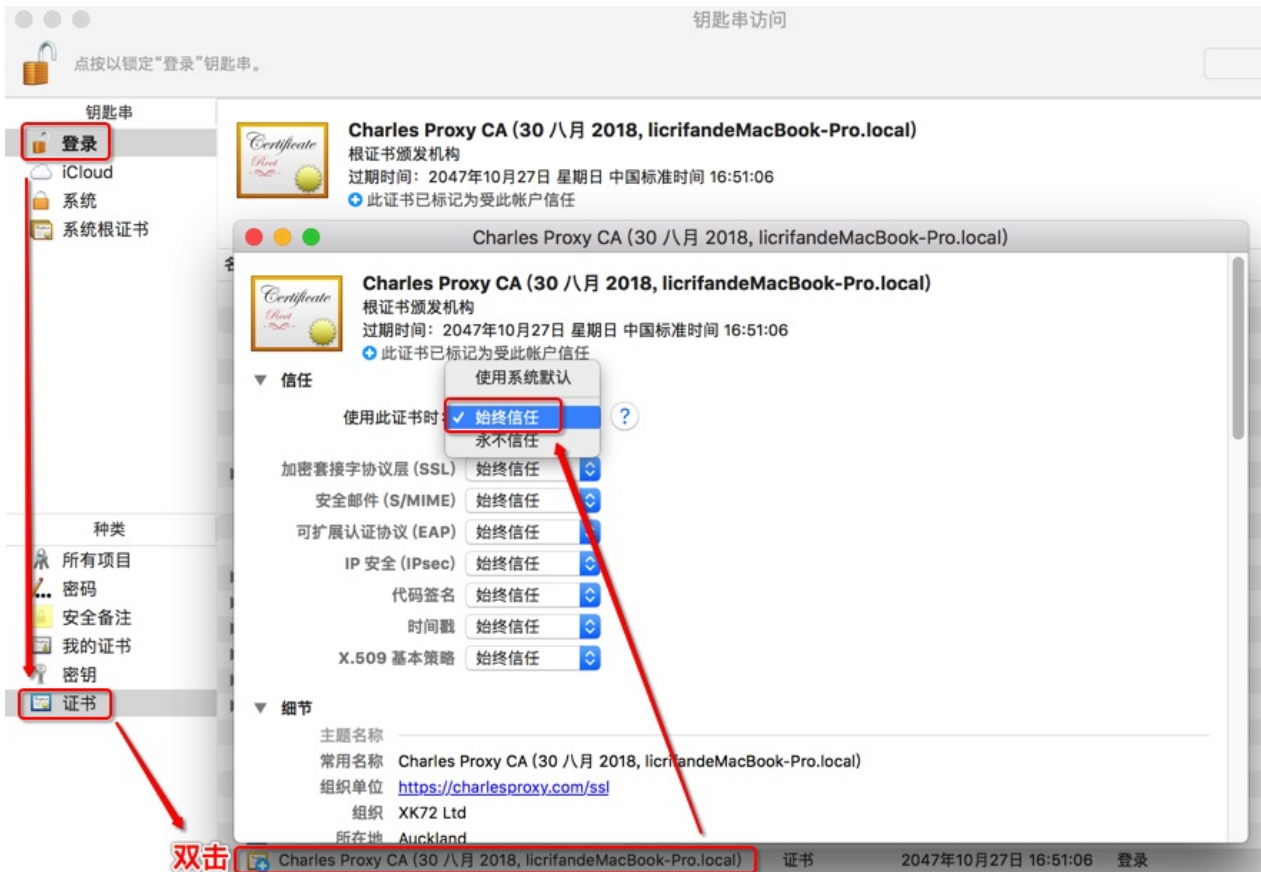 钥匙串访问
点按以锁定“登录”钥匙串。
钥匙串
登录
iCloud
系统
系统根证书
Certificate
Root
Charles Proxy CA (30 八月 2018, licrifandeMacBook-Pro.local)
根证书颁发机构
过期时间：2047年10月27日 星期日 中国标准时间 16:51:06
此证书已标记为受此帐户信任
Charles Proxy CA (30 八月 2018, licrifandeMacBook-Pro.local)
Certificate
Root
Charles Proxy CA (30 八月 2018, licrifandeMacBook-Pro.local)
根证书颁发机构
过期时间：2047年10月27日 星期日 中国标准时间 16:51:06
此证书已标记为受此帐户信任
信任
使用系统默认
使用此证书时：✓ 始终信任 ?
永不信任
加密套接字协议层 (SSL) 始终信任
安全邮件 (S/MIME) 始终信任
可扩展认证协议 (EAP) 始终信任
IP 安全 (IPsec) 始终信任
代码签名 始终信任
时间戳 始终信任
X.509 基本策略 始终信任
种类
所有项目
密码
安全备注
我的证书
密钥
证书
细节
主题名称
常用名称 Charles Proxy CA (30 八月 2018, licrifandeMacBook-Pro.local)
组织单位 https://charlesproxy.com/ssl
组织 XK72 Ltd
所在地 Auckland
双击
Charles Proxy CA (30 八月 2018, licrifandeMacBook-Pro.local) 证书 2047年10月27日 16:51:06 登录